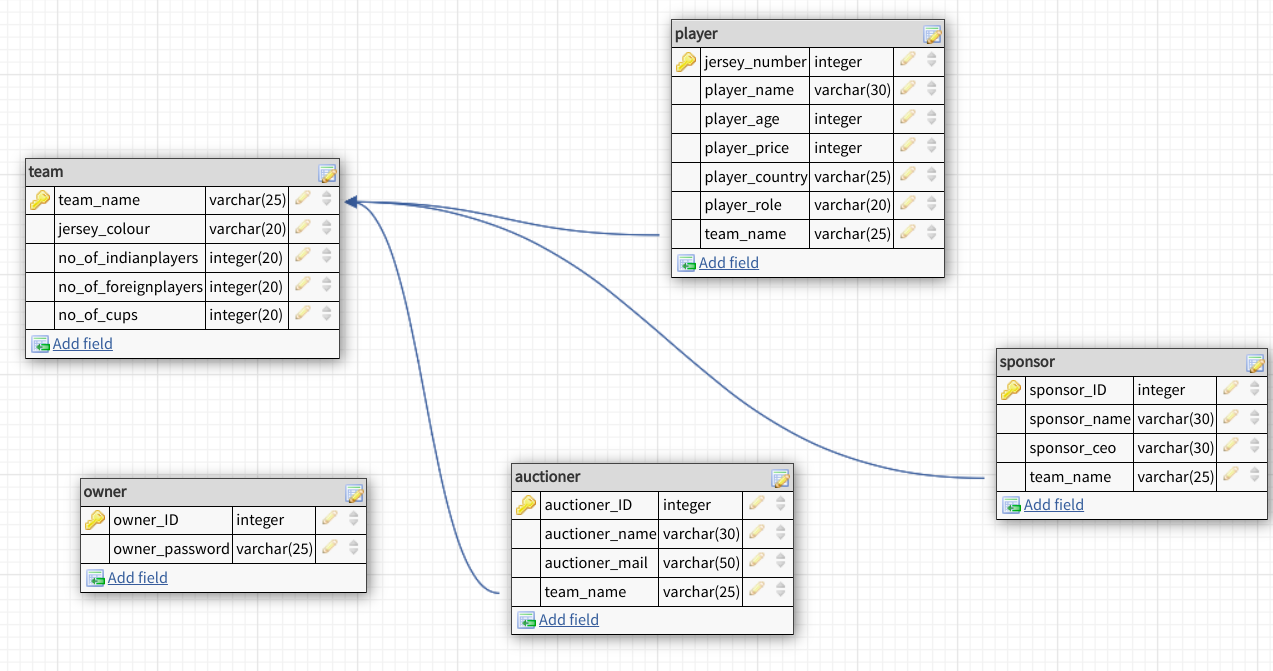 player
jersey_number integer
player_name varchar(30)
player_age integer
player_price integer
player_country varchar(25)
player_role varchar(20)
team_name varchar(25)
Add field
team
team_name varchar(25)
jersey_colour varchar(20)
no_of_indianplayers integer(20)
no_of_foreignplayers integer(20)
no_of_cups integer(20)
Add field
sponsor
sponsor_ID integer
sponsor_name varchar(30)
sponsor_ceo varchar(30)
team_name varchar(25)
Add field
auctioner
auctioner_ID integer
auctioner_name varchar(30)
auctioner_mail varchar(50)
team_name varchar(25)
Add field
owner
owner_ID integer
owner_password varchar(25)
Add field